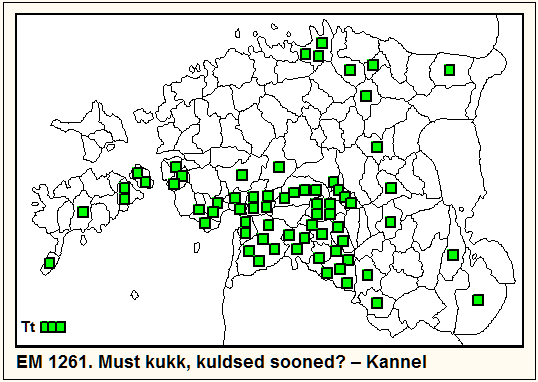 Tt
EM 1261. Must kukk, kuldsed sooned? – Kannel